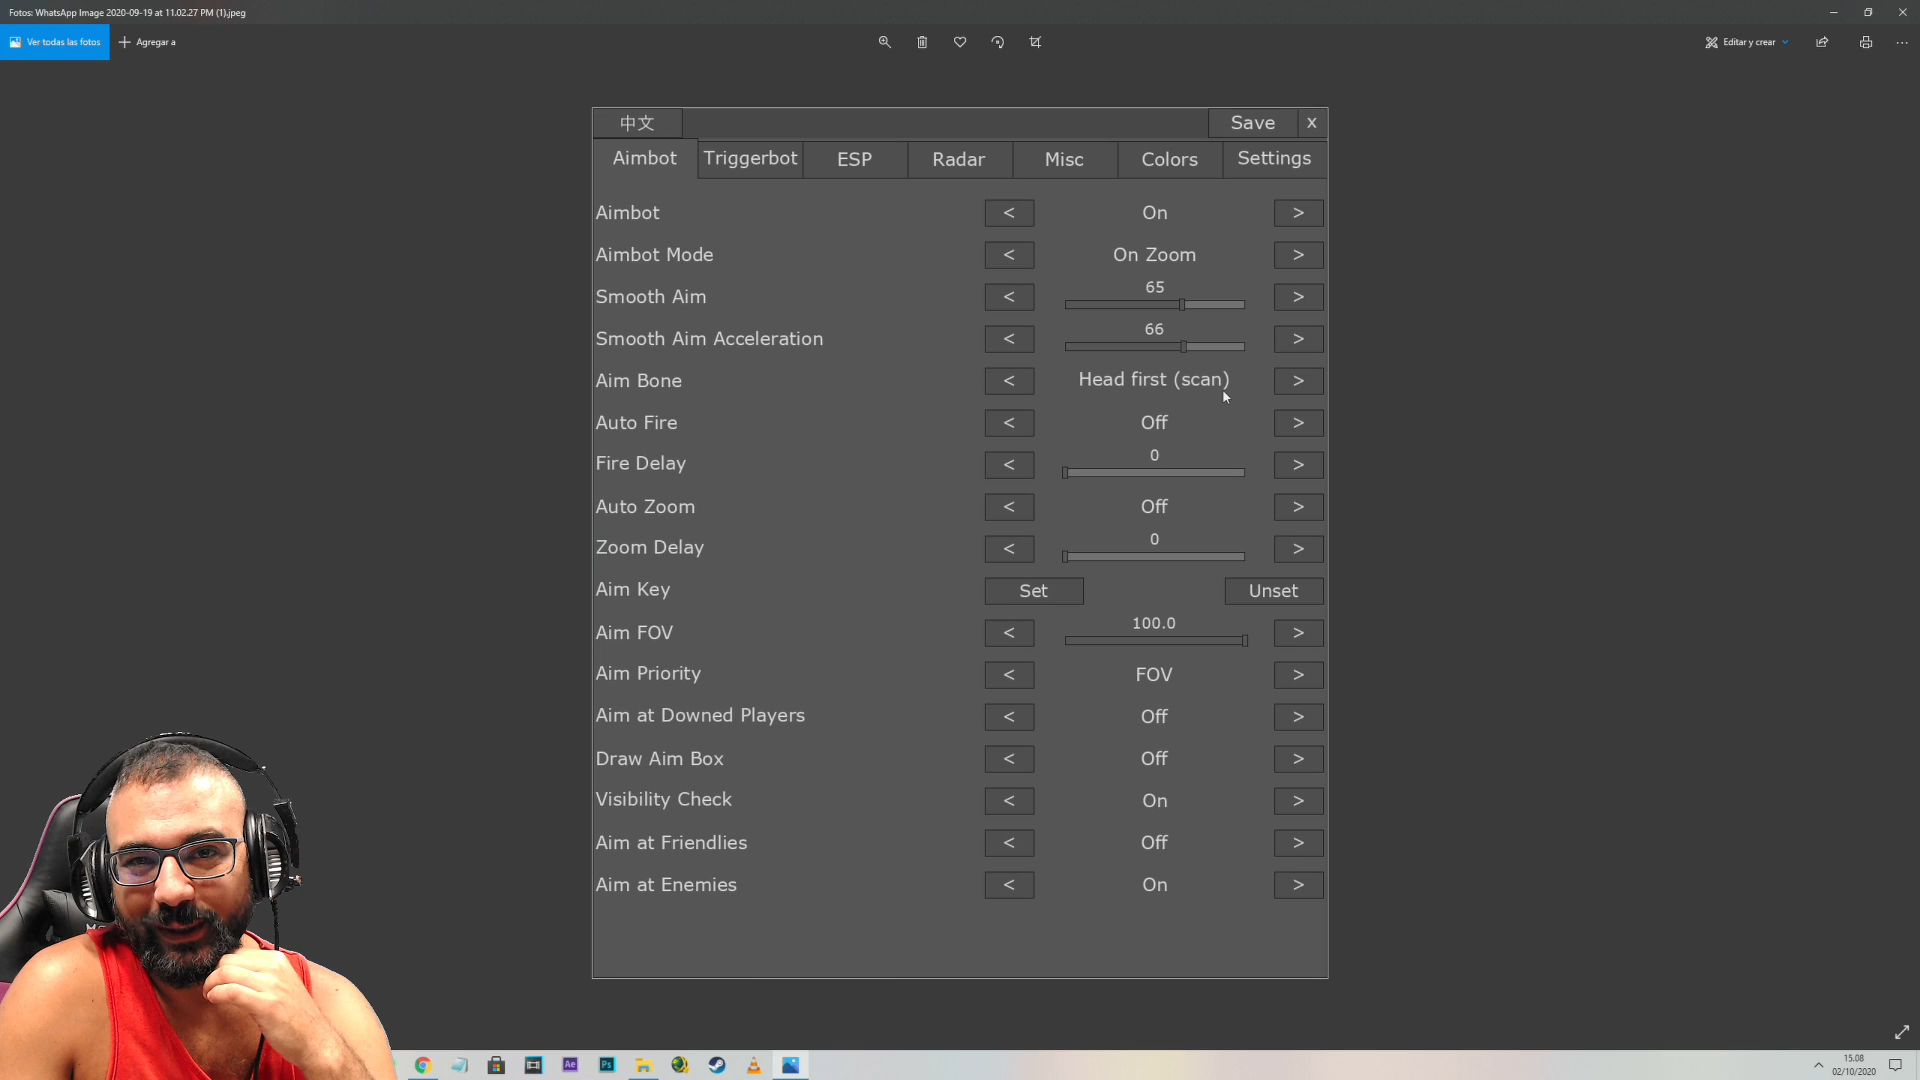 Fotos: WhatsApp Image 2020-09-19 at 11.02.27 PM (1).jpeg
Ver todas las fotos
Agregar a
Editar y crear
中文
Save
x
Aimbot Triggerbot ESP Radar Misc Colors Settings
Aimbot < On >
Aimbot Mode < On Zoom >
Smooth Aim < 65 >
Smooth Aim Acceleration < 66 >
Aim Bone < Head first (scan) >
Auto Fire < Off >
Fire Delay < 0 >
Auto Zoom < Off >
Zoom Delay < 0 >
Aim Key Set Unset
Aim FOV < 100.0 >
Aim Priority < FOV >
Aim at Downed Players < Off >
Draw Aim Box < Off >
Visibility Check < On >
Aim at Friendlies < Off >
Aim at Enemies < On >
Ae
Ps
15.08
02/10/2020